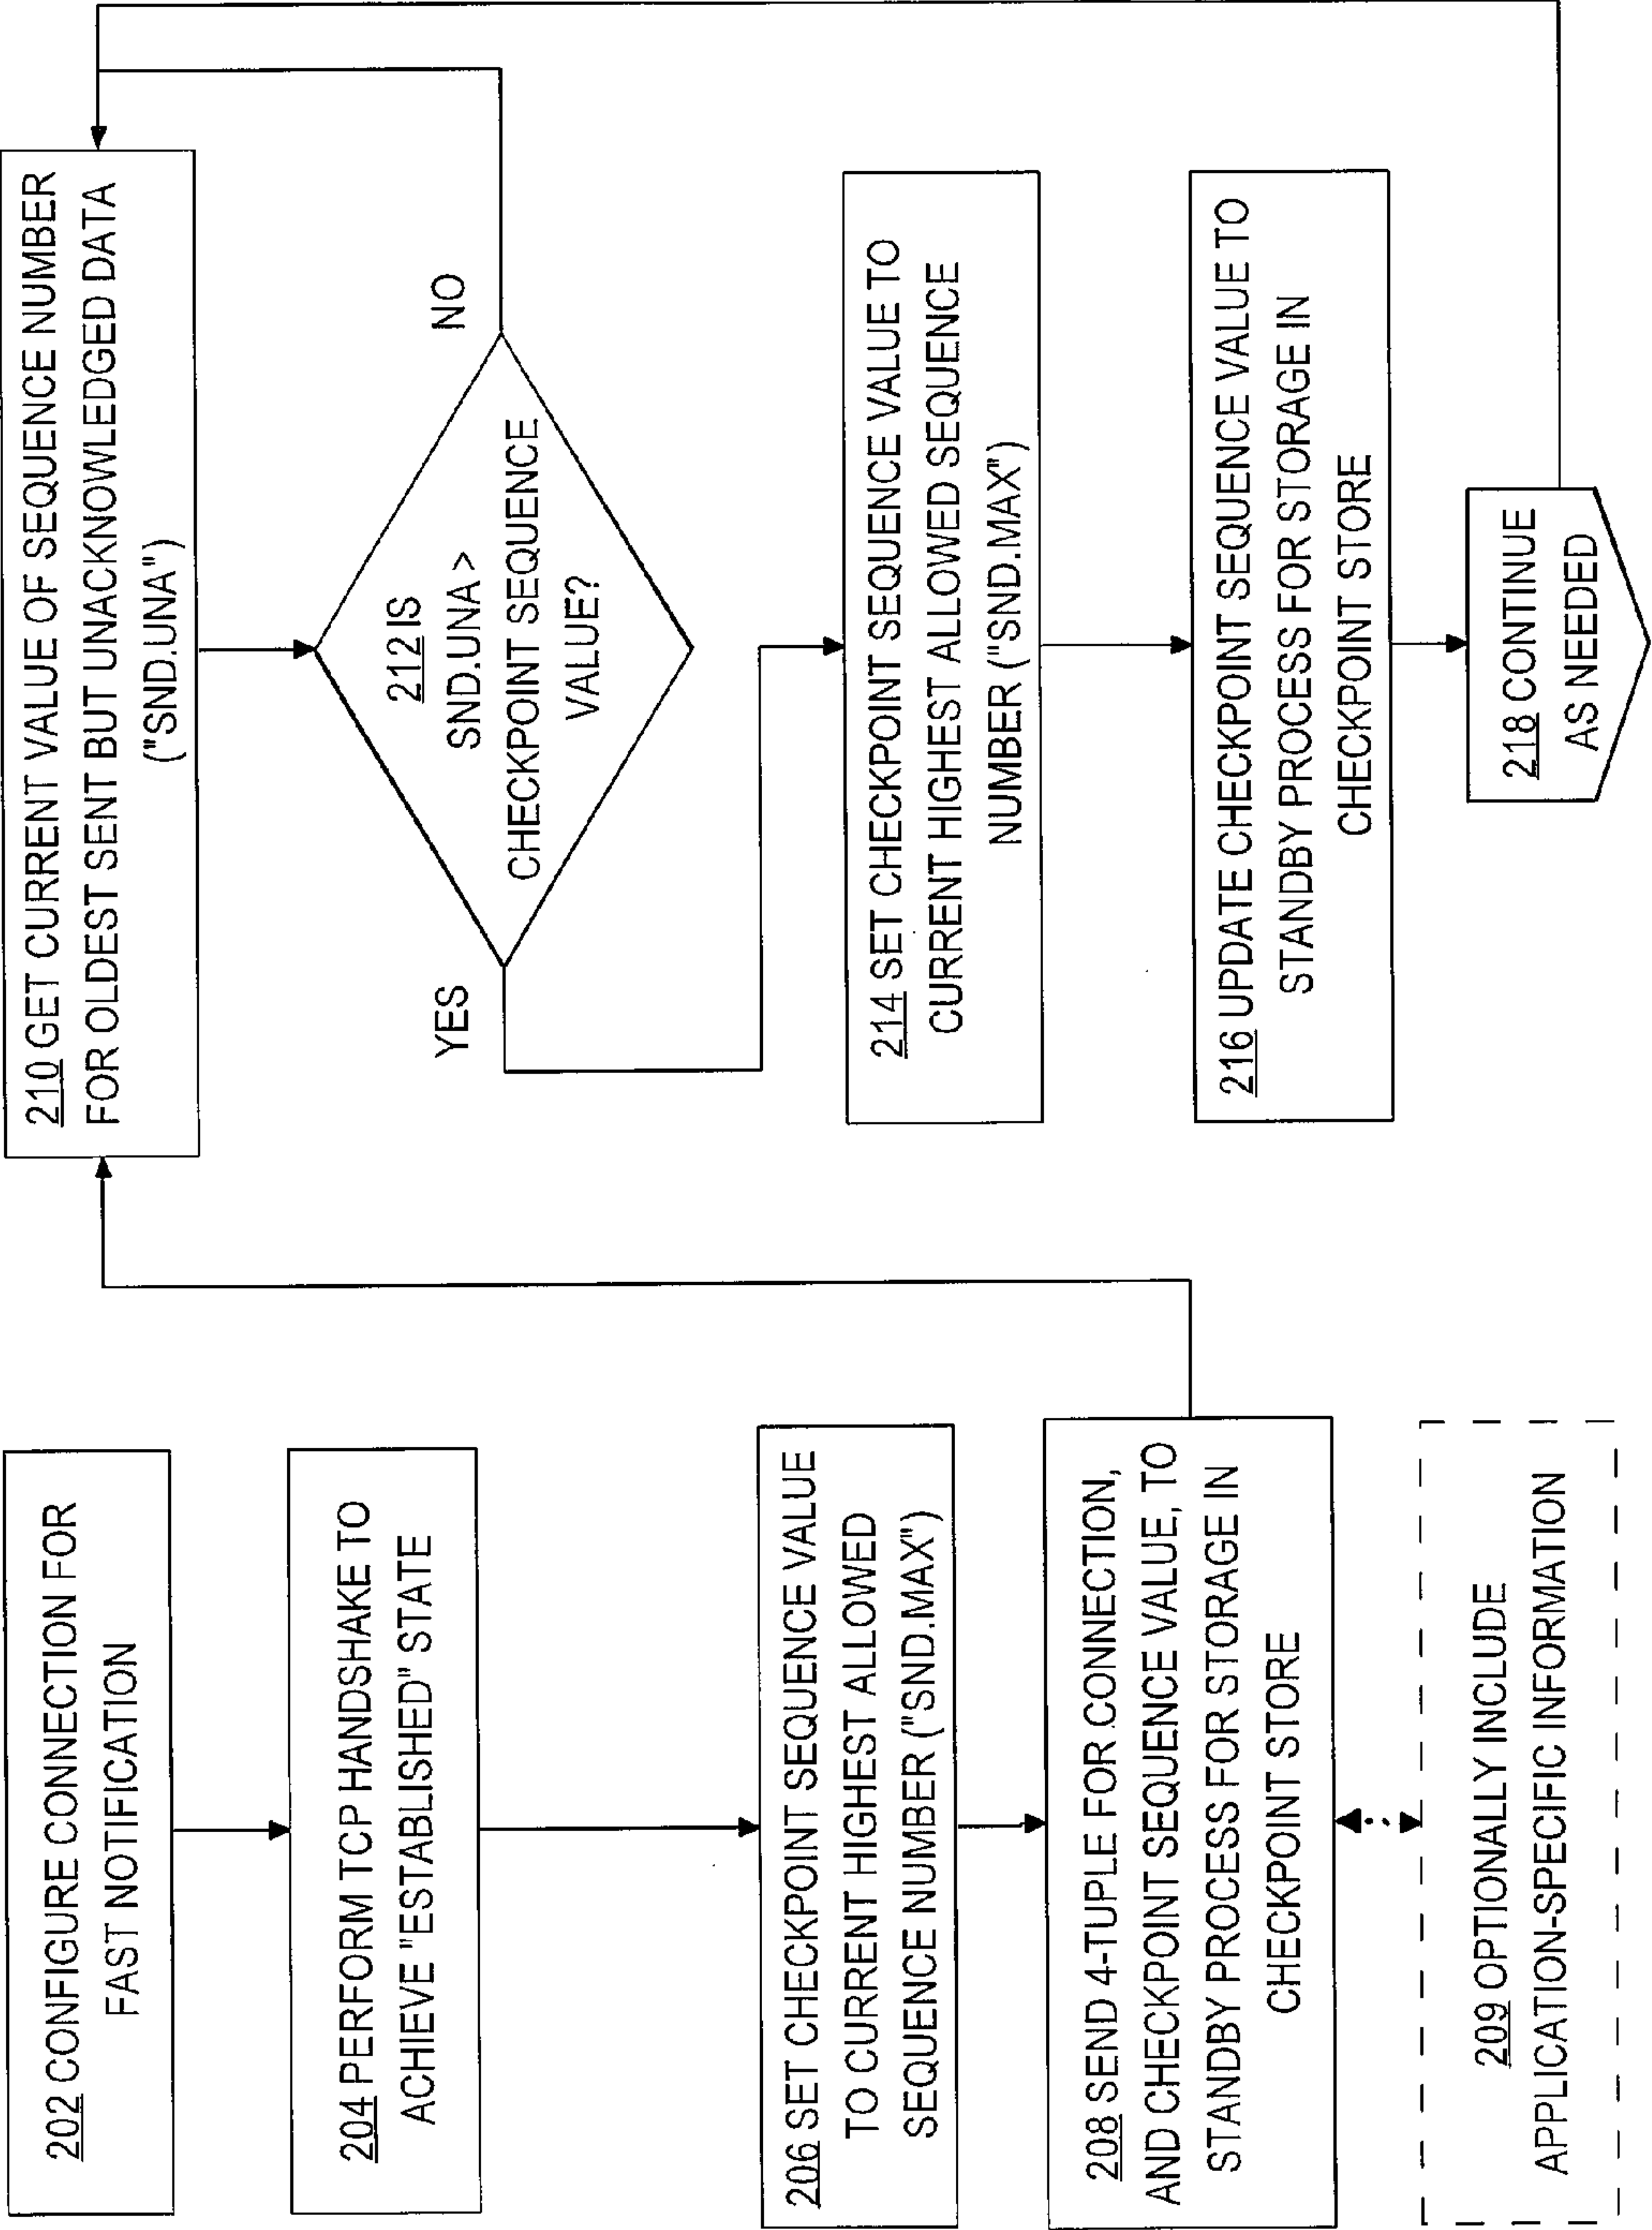 202 CONFIGURE CONNECTION FOR
FAST NOTIFICATION
204 PERFORM TCP HANDSHAKE TO
ACHIEVE "ESTABLISHED" STATE
206 SET CHECKPOINT SEQUENCE VALUE
TO CURRENT HIGHEST ALLOWED
SEQUENCE NUMBER ("SND.MAX")
208 SEND 4-TUPLE FOR CONNECTION,
AND CHECKPOINT SEQUENCE VALUE, TO
STANDBY PROCESS FOR STORAGE IN
CHECKPOINT STORE
209 OPTIONALLY INCLUDE
APPLICATION-SPECIFIC INFORMATION
210 GET CURRENT VALUE OF SEQUENCE NUMBER
FOR OLDEST SENT BUT UNACKNOWLEDGED DATA
("SND.UNA")
212 IS
SND.UNA >
CHECKPOINT SEQUENCE
VALUE?
YES
NO
214 SET CHECKPOINT SEQUENCE VALUE TO
CURRENT HIGHEST ALLOWED SEQUENCE
NUMBER ("SND.MAX")
216 UPDATE CHECKPOINT SEQUENCE VALUE TO
STANDBY PROCESS FOR STORAGE IN
CHECKPOINT STORE
218 CONTINUE
AS NEEDED